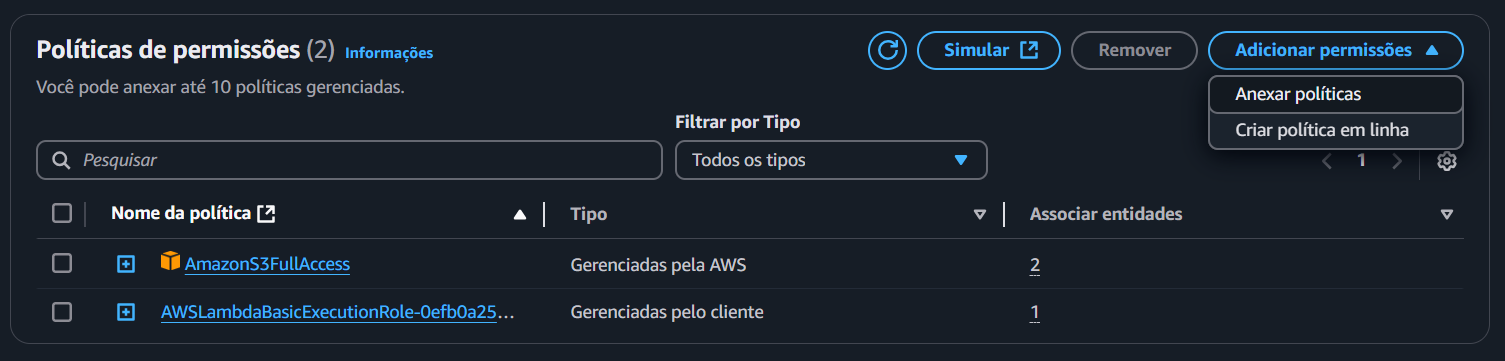 Políticas de permissões (2) Informações
Simular
Remover
Adicionar permissões
Você pode anexar até 10 políticas gerenciadas.
Anexar políticas
Criar política em linha
Filtrar por Tipo
Pesquisar
Todos os tipos
1
Nome da política
Tipo
Associar entidades
AmazonS3FullAccess
Gerenciadas pela AWS
2
AWSLambdaBasicExecutionRole-0efb0a25...
Gerenciadas pelo cliente
1